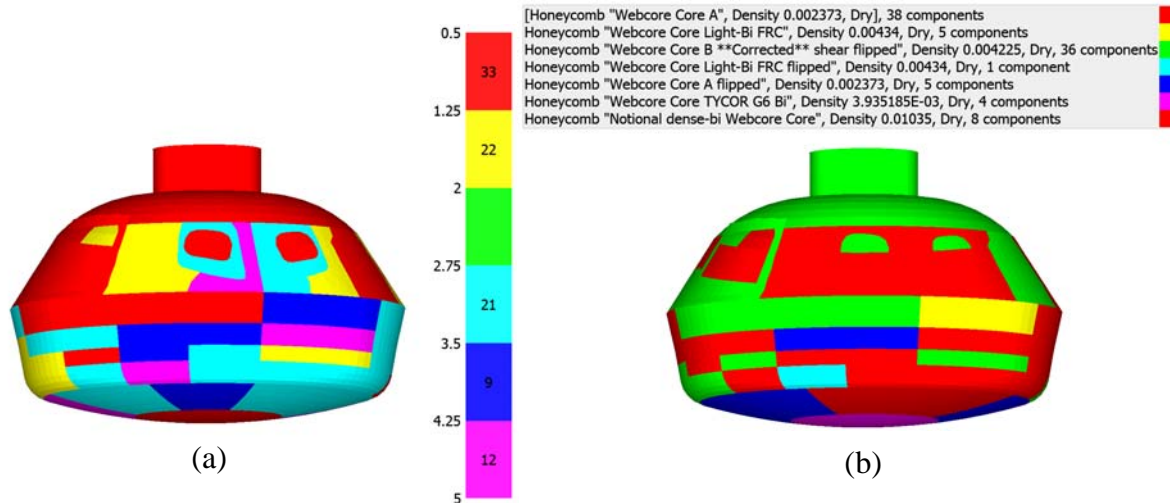 [Honeycomb "Webcore Core A", Density 0.002373, Dry], 38 components
Honeycomb "Webcore Core Light-Bi FRC", Density 0.00434, Dry, 5 components
Honeycomb "Webcore Core B **Corrected** shear flipped", Density 0.004225, Dry, 36 components
Honeycomb "Webcore Core Light-Bi FRC flipped", Density 0.00434, Dry, 1 component
Honeycomb "Webcore Core A flipped", Density 0.002373, Dry, 5 components
Honeycomb "Webcore Core TYCOR G6 Bi", Density 3.935185E-03, Dry, 4 components
Honeycomb "Notional dense-bi Webcore Core", Density 0.01035, Dry, 8 components
0.5
33
1.25
22
2
2.75
21
3.5
9
4.25
12
5
(a)
(b)